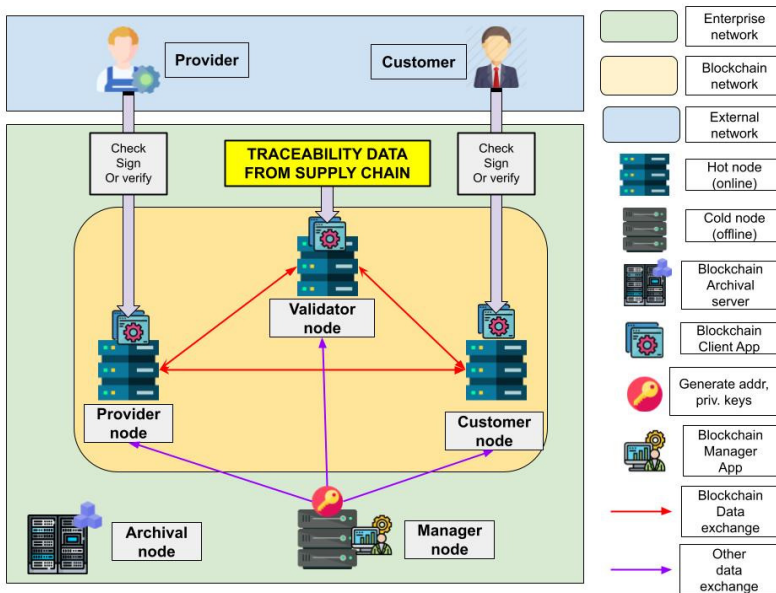 Provider
Customer
Check
Sign
Or verify
TRACEABILITY DATA
FROM SUPPLY CHAIN
Check
Sign
Or verify
Validator
node
Provider
node
Customer
node
Archival
node
Manager
node
Enterprise
network
Blockchain
network
External
network
Hot node
(online)
Cold node
(offline)
Blockchain
Archival
server
Blockchain
Client App
Generate addr,
priv. keys
Blockchain
Manager
App
Blockchain
Data
exchange
Other
data
exchange